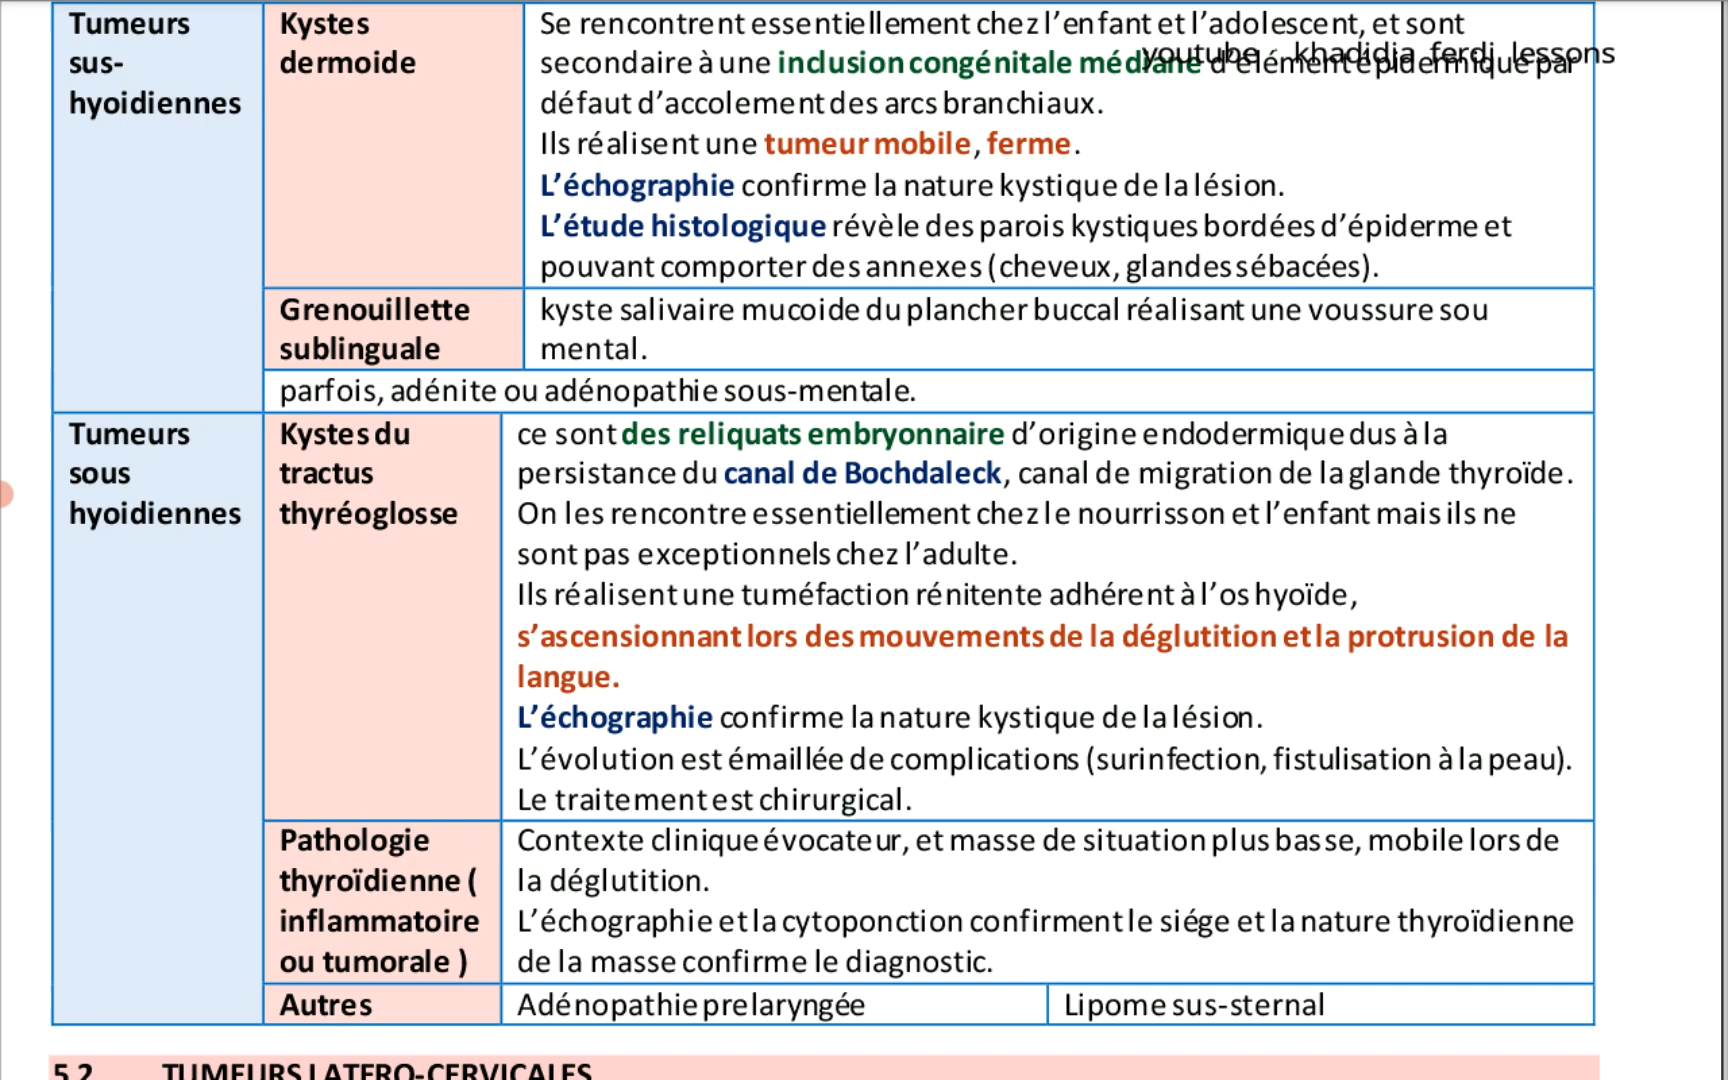 Tumeurs
sus-
hyoidiennes
Kystes
dermoide
Se rencontrent essentiellement chez l’enfant et l’adolescent, et sont
youtube khadidja ferdi lessons
secondaire à une inclusion congénitale médiane d’élément épidermique par
défaut d’accolement des arcs branchiaux.
Ils réalisent une tumeur mobile, ferme.
L’échographie confirme la nature kystique de la lésion.
L’étude histologique révèle des parois kystiques bordées d’épiderme et
pouvant comporter des annexes (cheveux, glandes sébacées).
Grenouillette
sublinguale
kyste salivaire mucoide du plancher buccal réalisant une voussure sou
mental.
parfois, adénite ou adénopathie sous-mentale.
Tumeurs
sous
hyoidiennes
Kystes du
tractus
thyréoglosse
ce sont des reliquats embryonnaire d’origine endodermique dus à la
persistance du canal de Bochdaleck, canal de migration de la glande thyroïde.
On les rencontre essentiellement chez le nourrisson et l’enfant mais ils ne
sont pas exceptionnels chez l’adulte.
Ils réalisent une tuméfaction rénitente adhérent à l’os hyoïde,
s’ascensionnant lors des mouvements de la déglutition et la protrusion de la
langue.
L’échographie confirme la nature kystique de la lésion.
L’évolution est émaillée de complications (surinfection, fistulisation à la peau).
Le traitement est chirurgical.
Pathologie
thyroïdienne (
inflammatoire
ou tumorale )
Contexte clinique évocateur, et masse de situation plus basse, mobile lors de
la déglutition.
L’échographie et la cytoponction confirment le siége et la nature thyroïdienne
de la masse confirme le diagnostic.
Autres
Adénopathie prelaryngée
Lipome sus-sternal
5.2 TUMEURS LATERO-CERVICALES